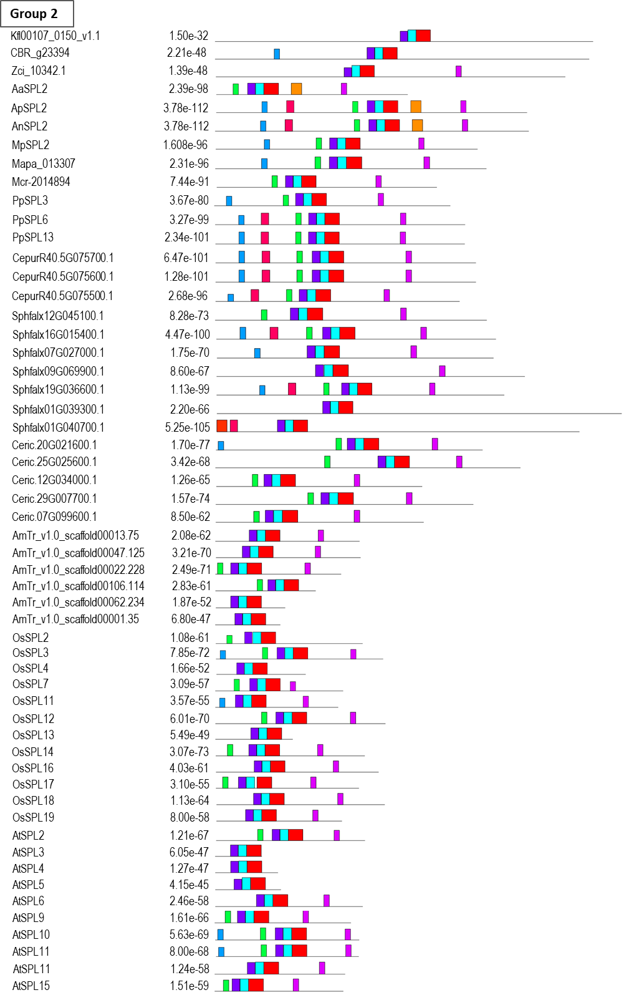 Group 2
Kfl00107_0150_v1.1 1.50e-32
CBR_g23394 2.21e-48
Zci_10342.1 1.39e-48
AaSPL2 2.39e-98
ApSPL2 3.78e-112
AnSPL2 3.78e-112
MpSPL2 1.608e-96
Mapa_013307 2.31e-96
Mcr-2014894 7.44e-91
PpSPL3 3.67e-80
PpSPL6 3.27e-99
PpSPL13 2.34e-101
CepurR40.5G075700.1 6.47e-101
CepurR40.5G075600.1 1.28e-101
CepurR40.5G075500.1 2.68e-96
Sphfalx12G045100.1 8.28e-73
Sphfalx16G015400.1 4.47e-100
Sphfalx07G027000.1 1.75e-70
Sphfalx09G069900.1 8.60e-67
Sphfalx19G036600.1 1.13e-99
Sphfalx01G039300.1 2.20e-66
Sphfalx01G040700.1 5.25e-105
Ceric.20G021600.1 1.70e-77
Ceric.25G025600.1 3.42e-68
Ceric.12G034000.1 1.26e-65
Ceric.29G007700.1 1.57e-74
Ceric.07G099600.1 8.50e-62
AmTr_v1.0_scaffold00013.75 2.08e-62
AmTr_v1.0_scaffold00047.125 3.21e-70
AmTr_v1.0_scaffold00022.228 2.49e-71
AmTr_v1.0_scaffold00106.114 2.83e-61
AmTr_v1.0_scaffold00062.234 1.87e-52
AmTr_v1.0_scaffold00001.35 6.80e-47
OsSPL2 1.08e-61
OsSPL3 7.85e-72
OsSPL4 1.66e-52
OsSPL7 3.09e-57
OsSPL11 3.57e-55
OsSPL12 6.01e-70
OsSPL13 5.49e-49
OsSPL14 3.07e-73
OsSPL16 4.03e-61
OsSPL17 3.10e-55
OsSPL18 1.13e-64
OsSPL19 8.00e-58
AtSPL2 1.21e-67
AtSPL3 6.05e-47
AtSPL4 1.27e-47
AtSPL5 4.15e-45
AtSPL6 2.46e-58
AtSPL9 1.61e-66
AtSPL10 5.63e-69
AtSPL11 8.00e-68
AtSPL11 1.24e-58
AtSPL15 1.51e-59